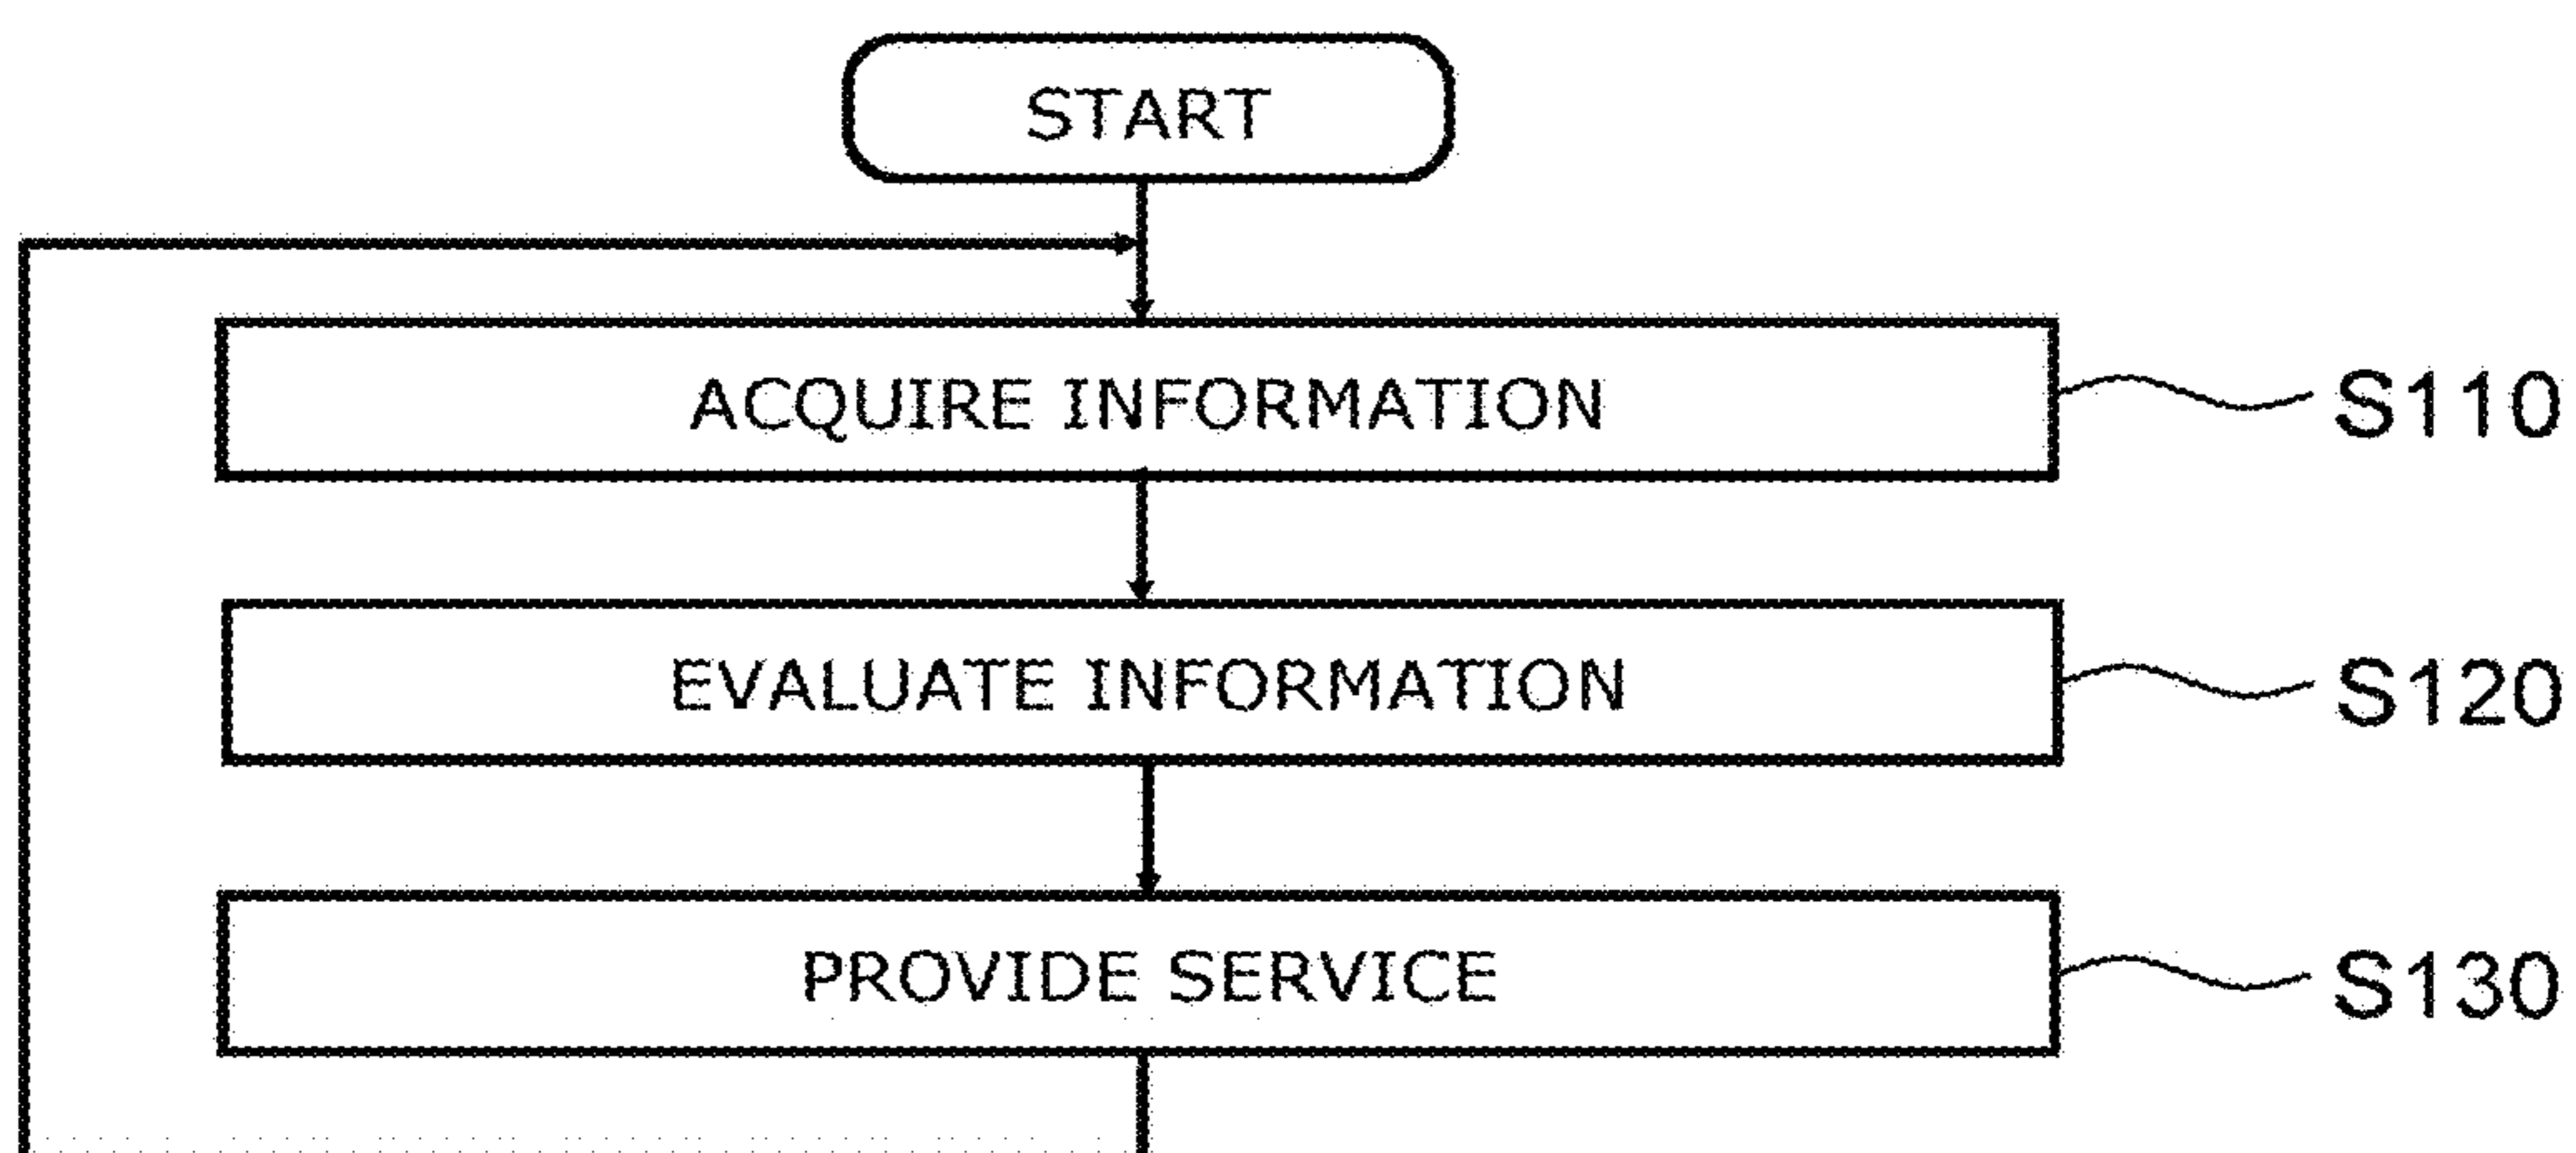 START
ACQUIRE INFORMATION
S110
EVALUATE INFORMATION
S120
PROVIDE SERVICE
S130